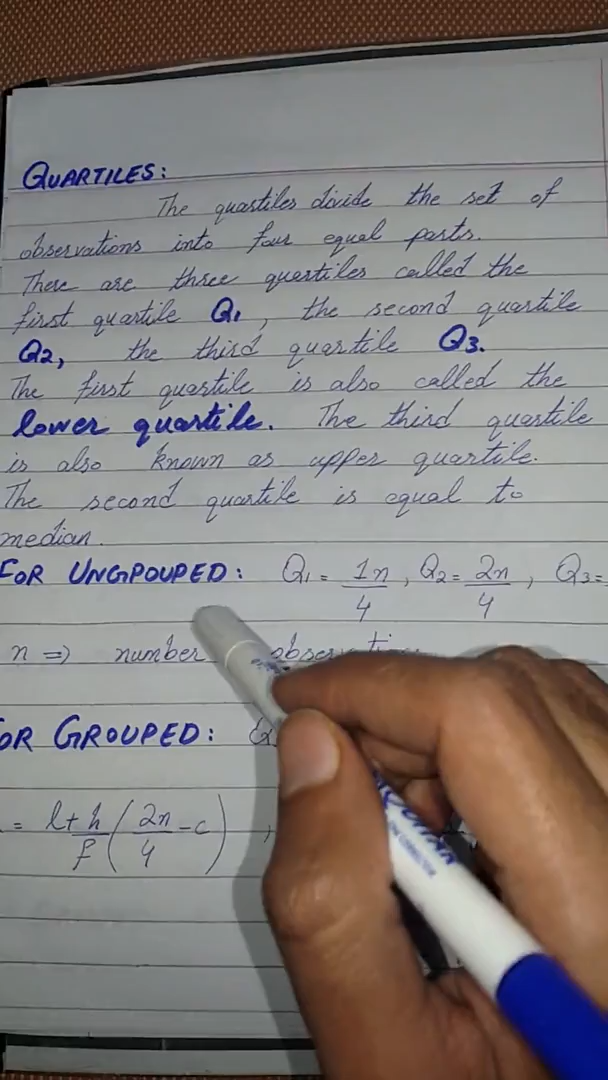 QUARTILES:
The quartiles divide the set of
observations into four equal parts.
There are three quartiles called the
first quartile Q1, the second quartile
Q2, the third quartile Q3.
The first quartile is also called the
lower quartile. The third quartile
is also known as upper quartile.
The second quartile is equal to
median.
FOR UNGPOUPED: Q1 = 1n/4, Q2 = 2n/4, Q3 =
n => number observations
OR GROUPED: Q
= l + h/f (2n/4 - c),